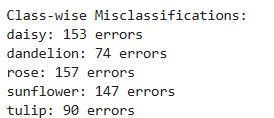 Class-wise Misclassifications:
daisy: 153 errors
dandelion: 74 errors
rose: 157 errors
sunflower: 147 errors
tulip: 90 errors